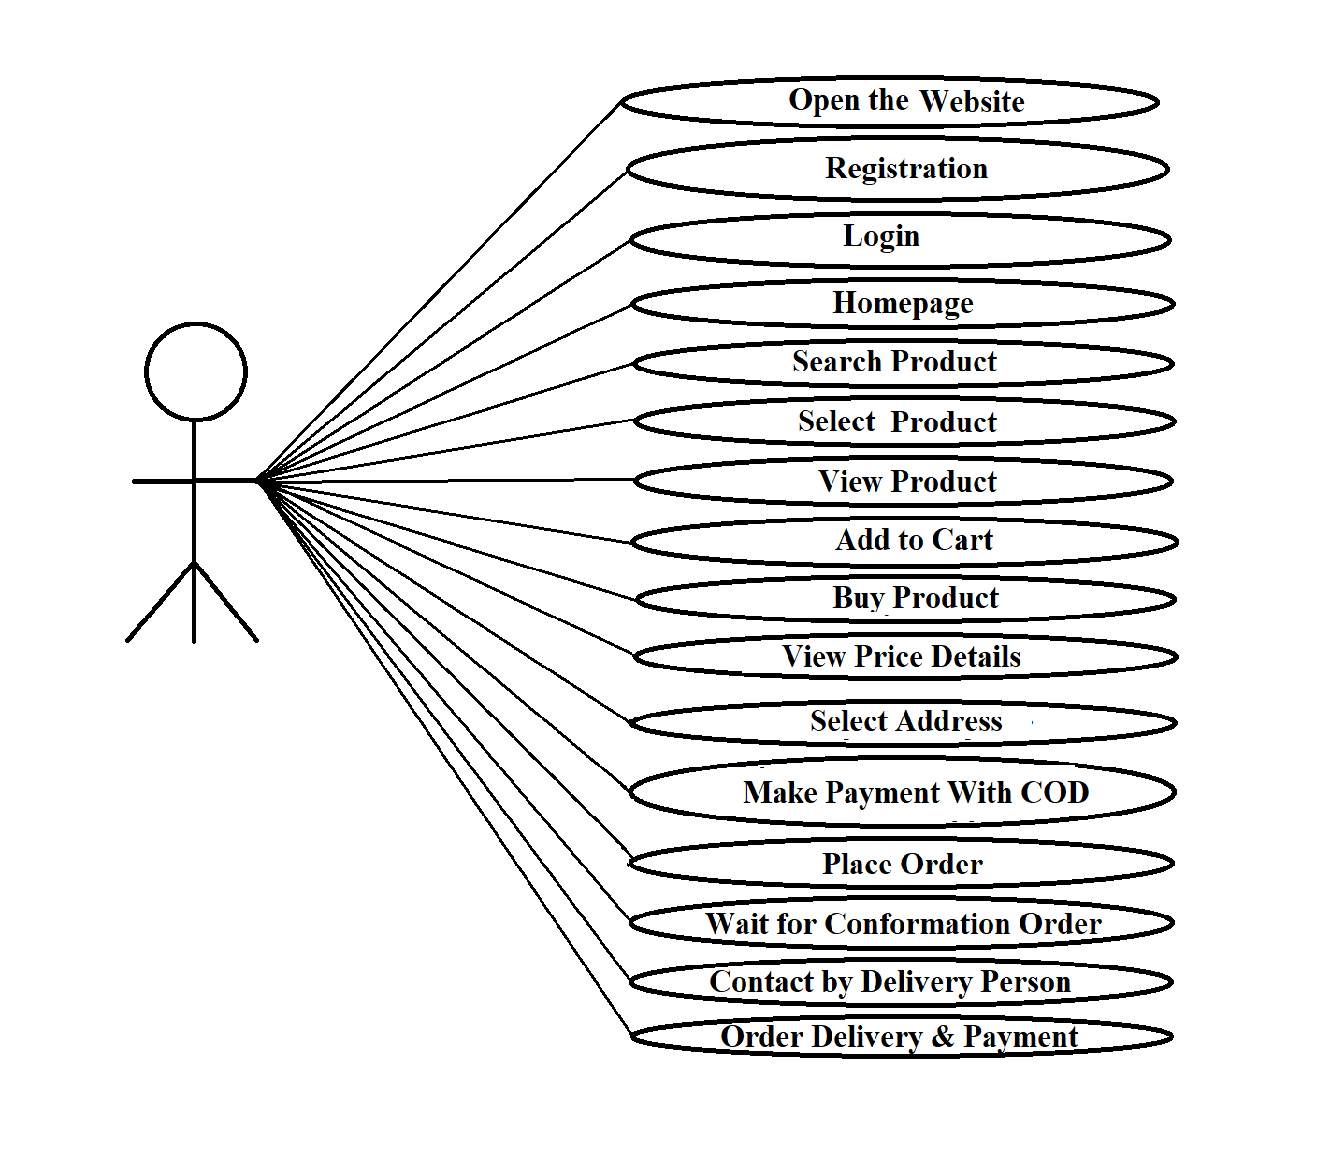 Open the Website
Registration
Login
Homepage
Search Product
Select Product
View Product
Add to Cart
Buy Product
View Price Details
Select Address
Make Payment With COD
Place Order
Wait for Conformation Order
Contact by Delivery Person
Order Delivery & Payment